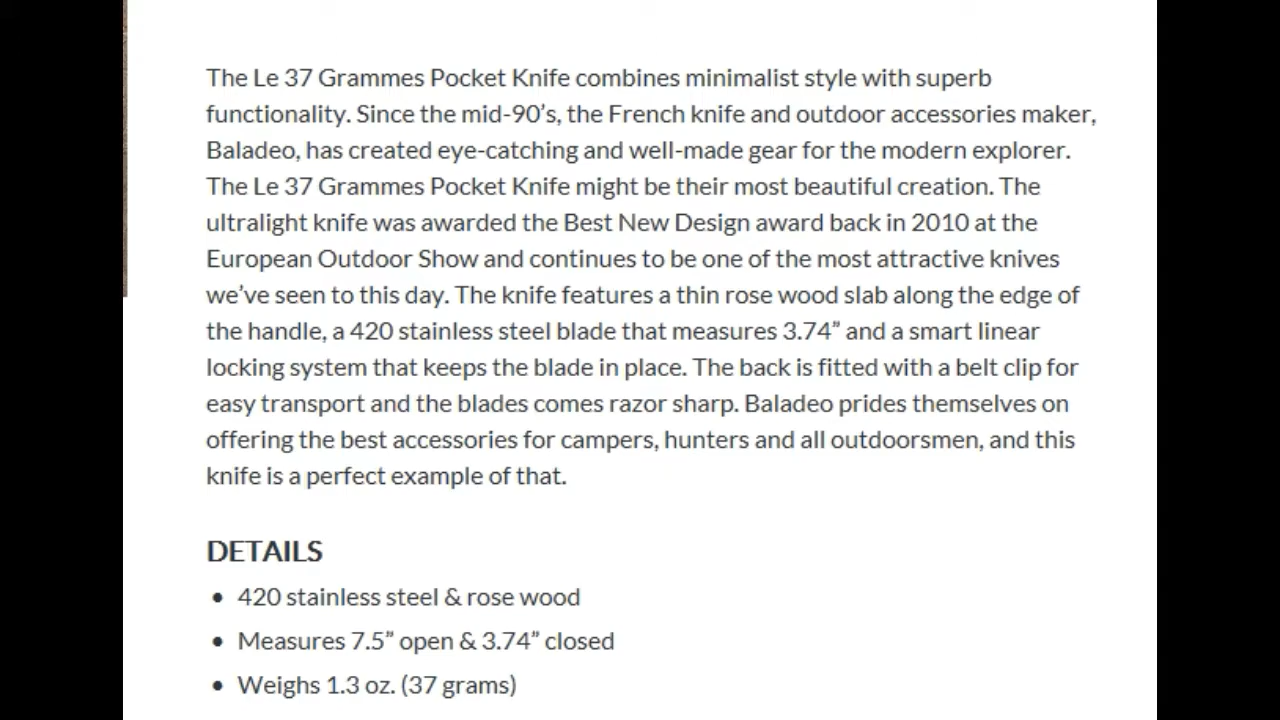 The Le 37 Grammes Pocket Knife combines minimalist style with superb
functionality. Since the mid-90’s, the French knife and outdoor accessories maker,
Baladeo, has created eye-catching and well-made gear for the modern explorer.
The Le 37 Grammes Pocket Knife might be their most beautiful creation. The
ultralight knife was awarded the Best New Design award back in 2010 at the
European Outdoor Show and continues to be one of the most attractive knives
we’ve seen to this day. The knife features a thin rose wood slab along the edge of
the handle, a 420 stainless steel blade that measures 3.74” and a smart linear
locking system that keeps the blade in place. The back is fitted with a belt clip for
easy transport and the blades comes razor sharp. Baladeo prides themselves on
offering the best accessories for campers, hunters and all outdoorsmen, and this
knife is a perfect example of that.
DETAILS
• 420 stainless steel & rose wood
• Measures 7.5” open & 3.74” closed
• Weighs 1.3 oz. (37 grams)